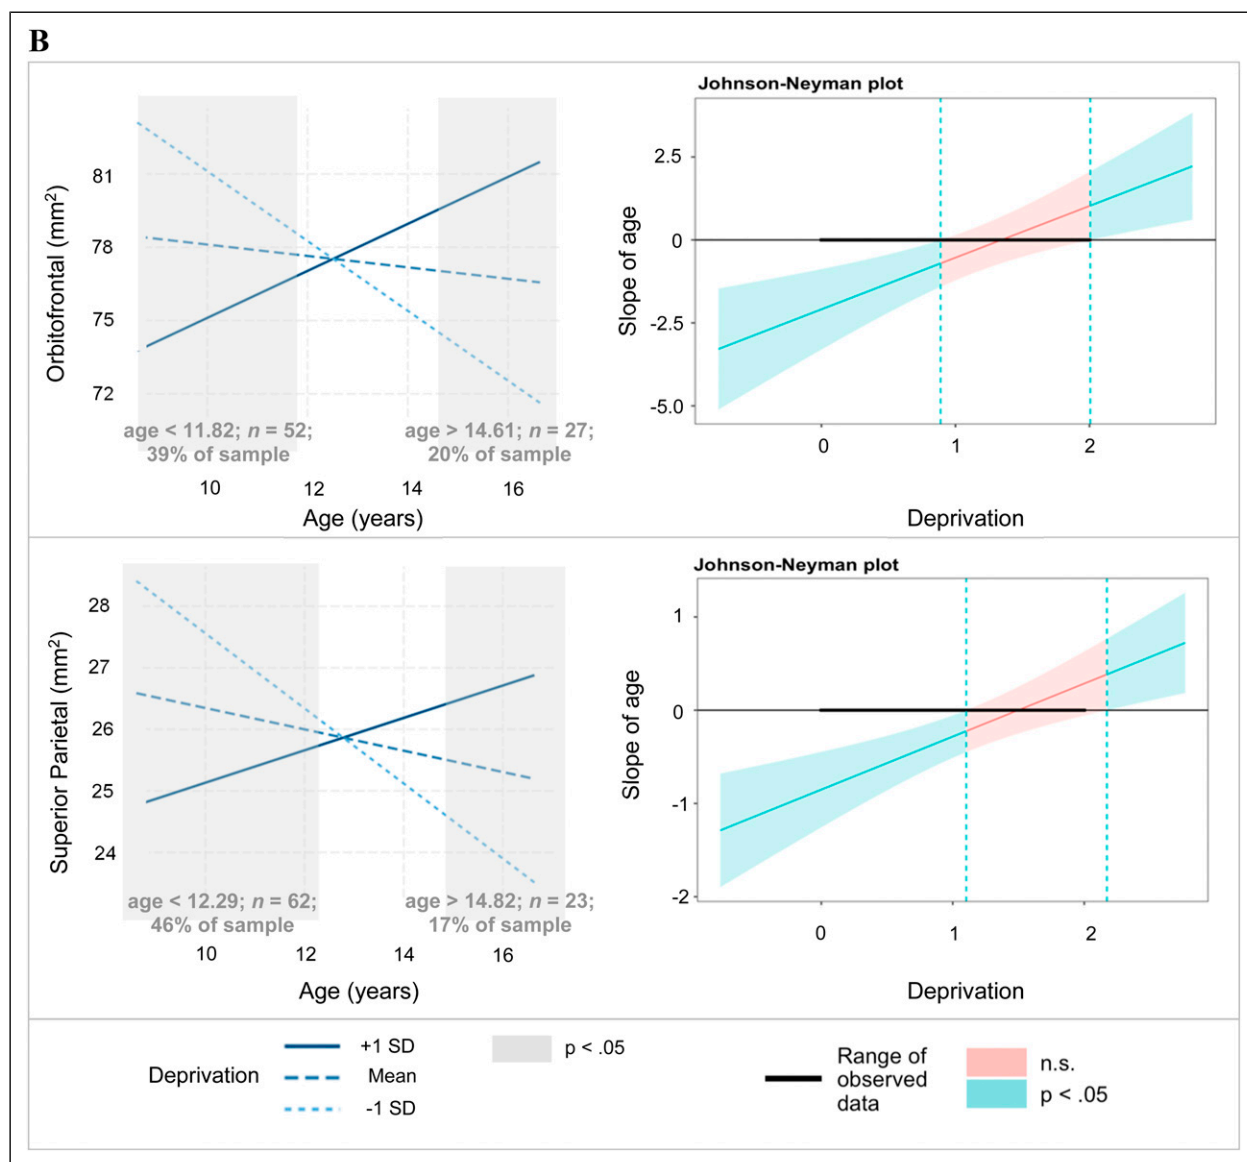 B
Johnson-Neyman plot
Orbitofrontal (mm²)
81
78
75
72
age < 11.82; n = 52;
39% of sample
age > 14.61; n = 27;
20% of sample
10
12
14
16
Age (years)
Slope of age
2.5
0
-2.5
-5.0
0
1
2
Deprivation
Johnson-Neyman plot
Superior Parietal (mm²)
28
27
26
25
24
age < 12.29; n = 62;
46% of sample
age > 14.82; n = 23;
17% of sample
10
12
14
16
Age (years)
Slope of age
1
0
-1
-2
0
1
2
Deprivation
Deprivation
+1 SD
Mean
-1 SD
p < .05
Range of
observed
data
n.s.
p < .05